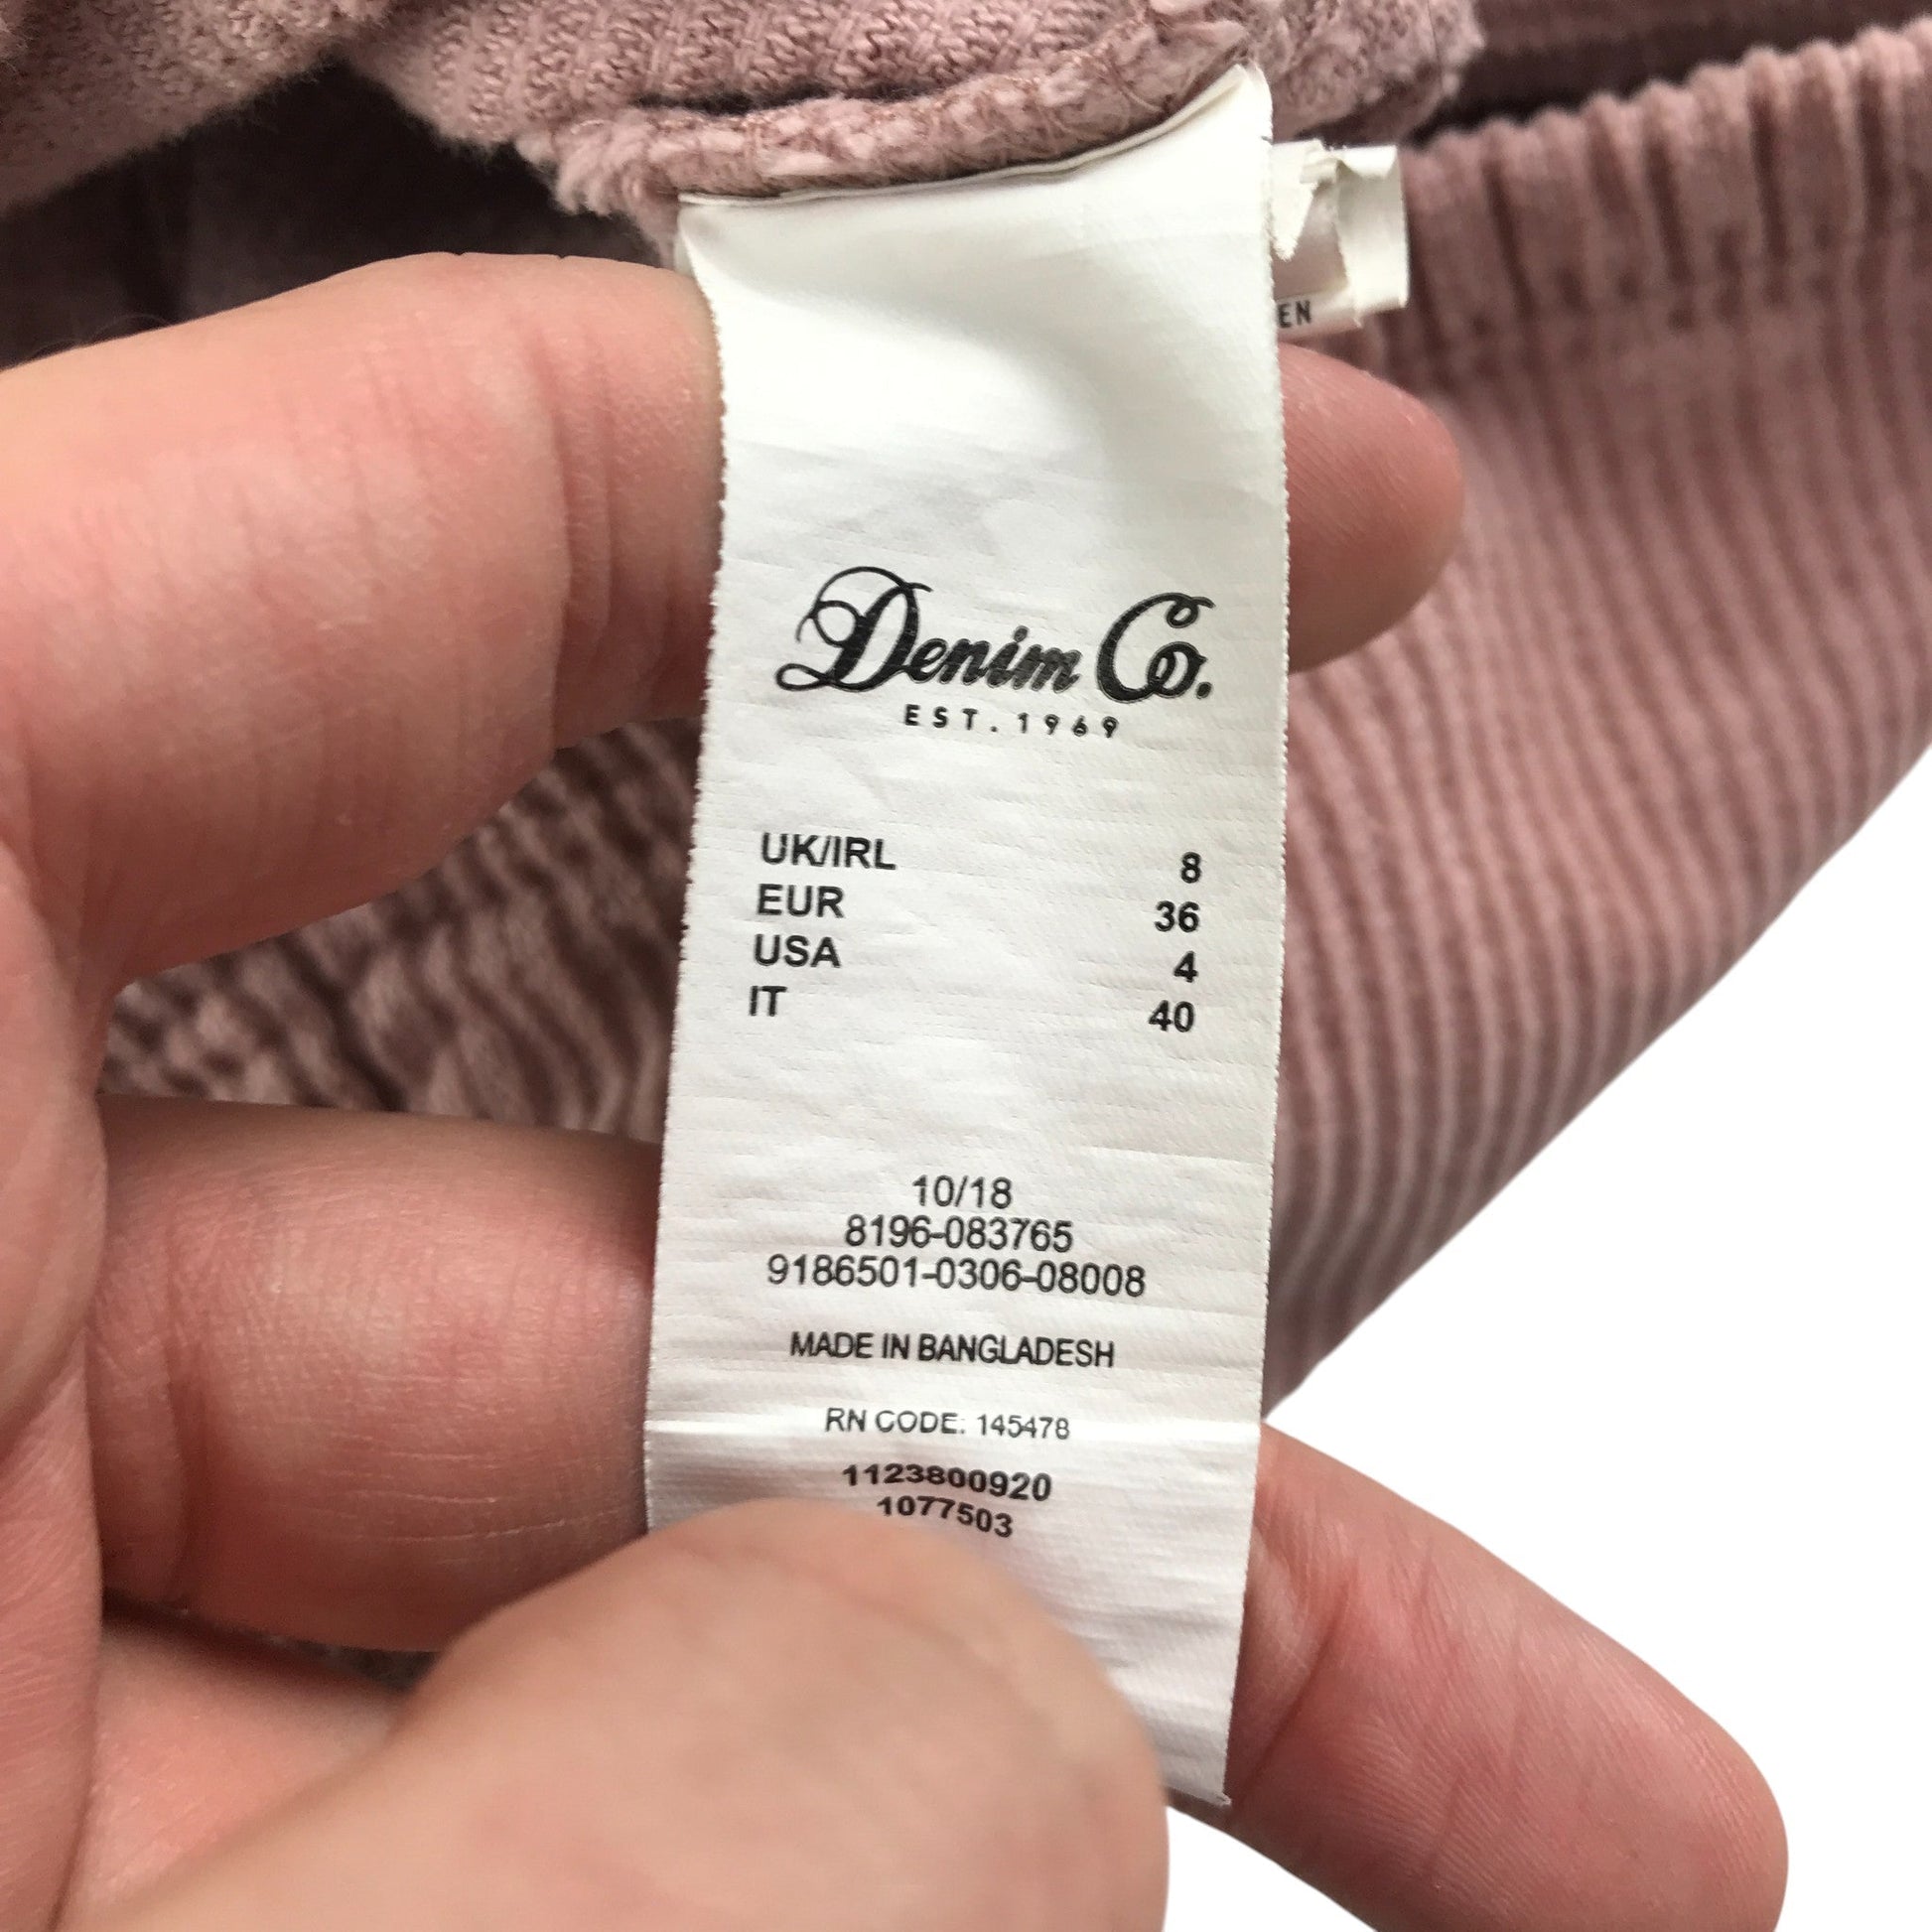 EN
Denim Co.
EST. 1969
UK/IRL 8
EUR 36
USA 4
IT 40
10/18
8196-083765
9186501-0306-08008
MADE IN BANGLADESH
RN CODE: 145478
1123800920
1077503